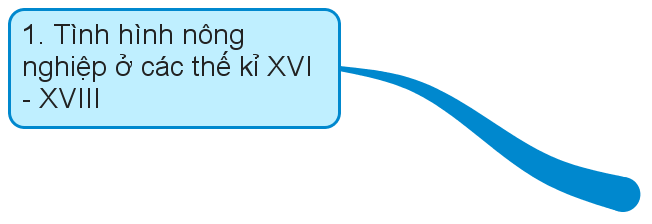 1. Tình hình nông
nghiệp ở các thế kỉ XVI
- XVIII